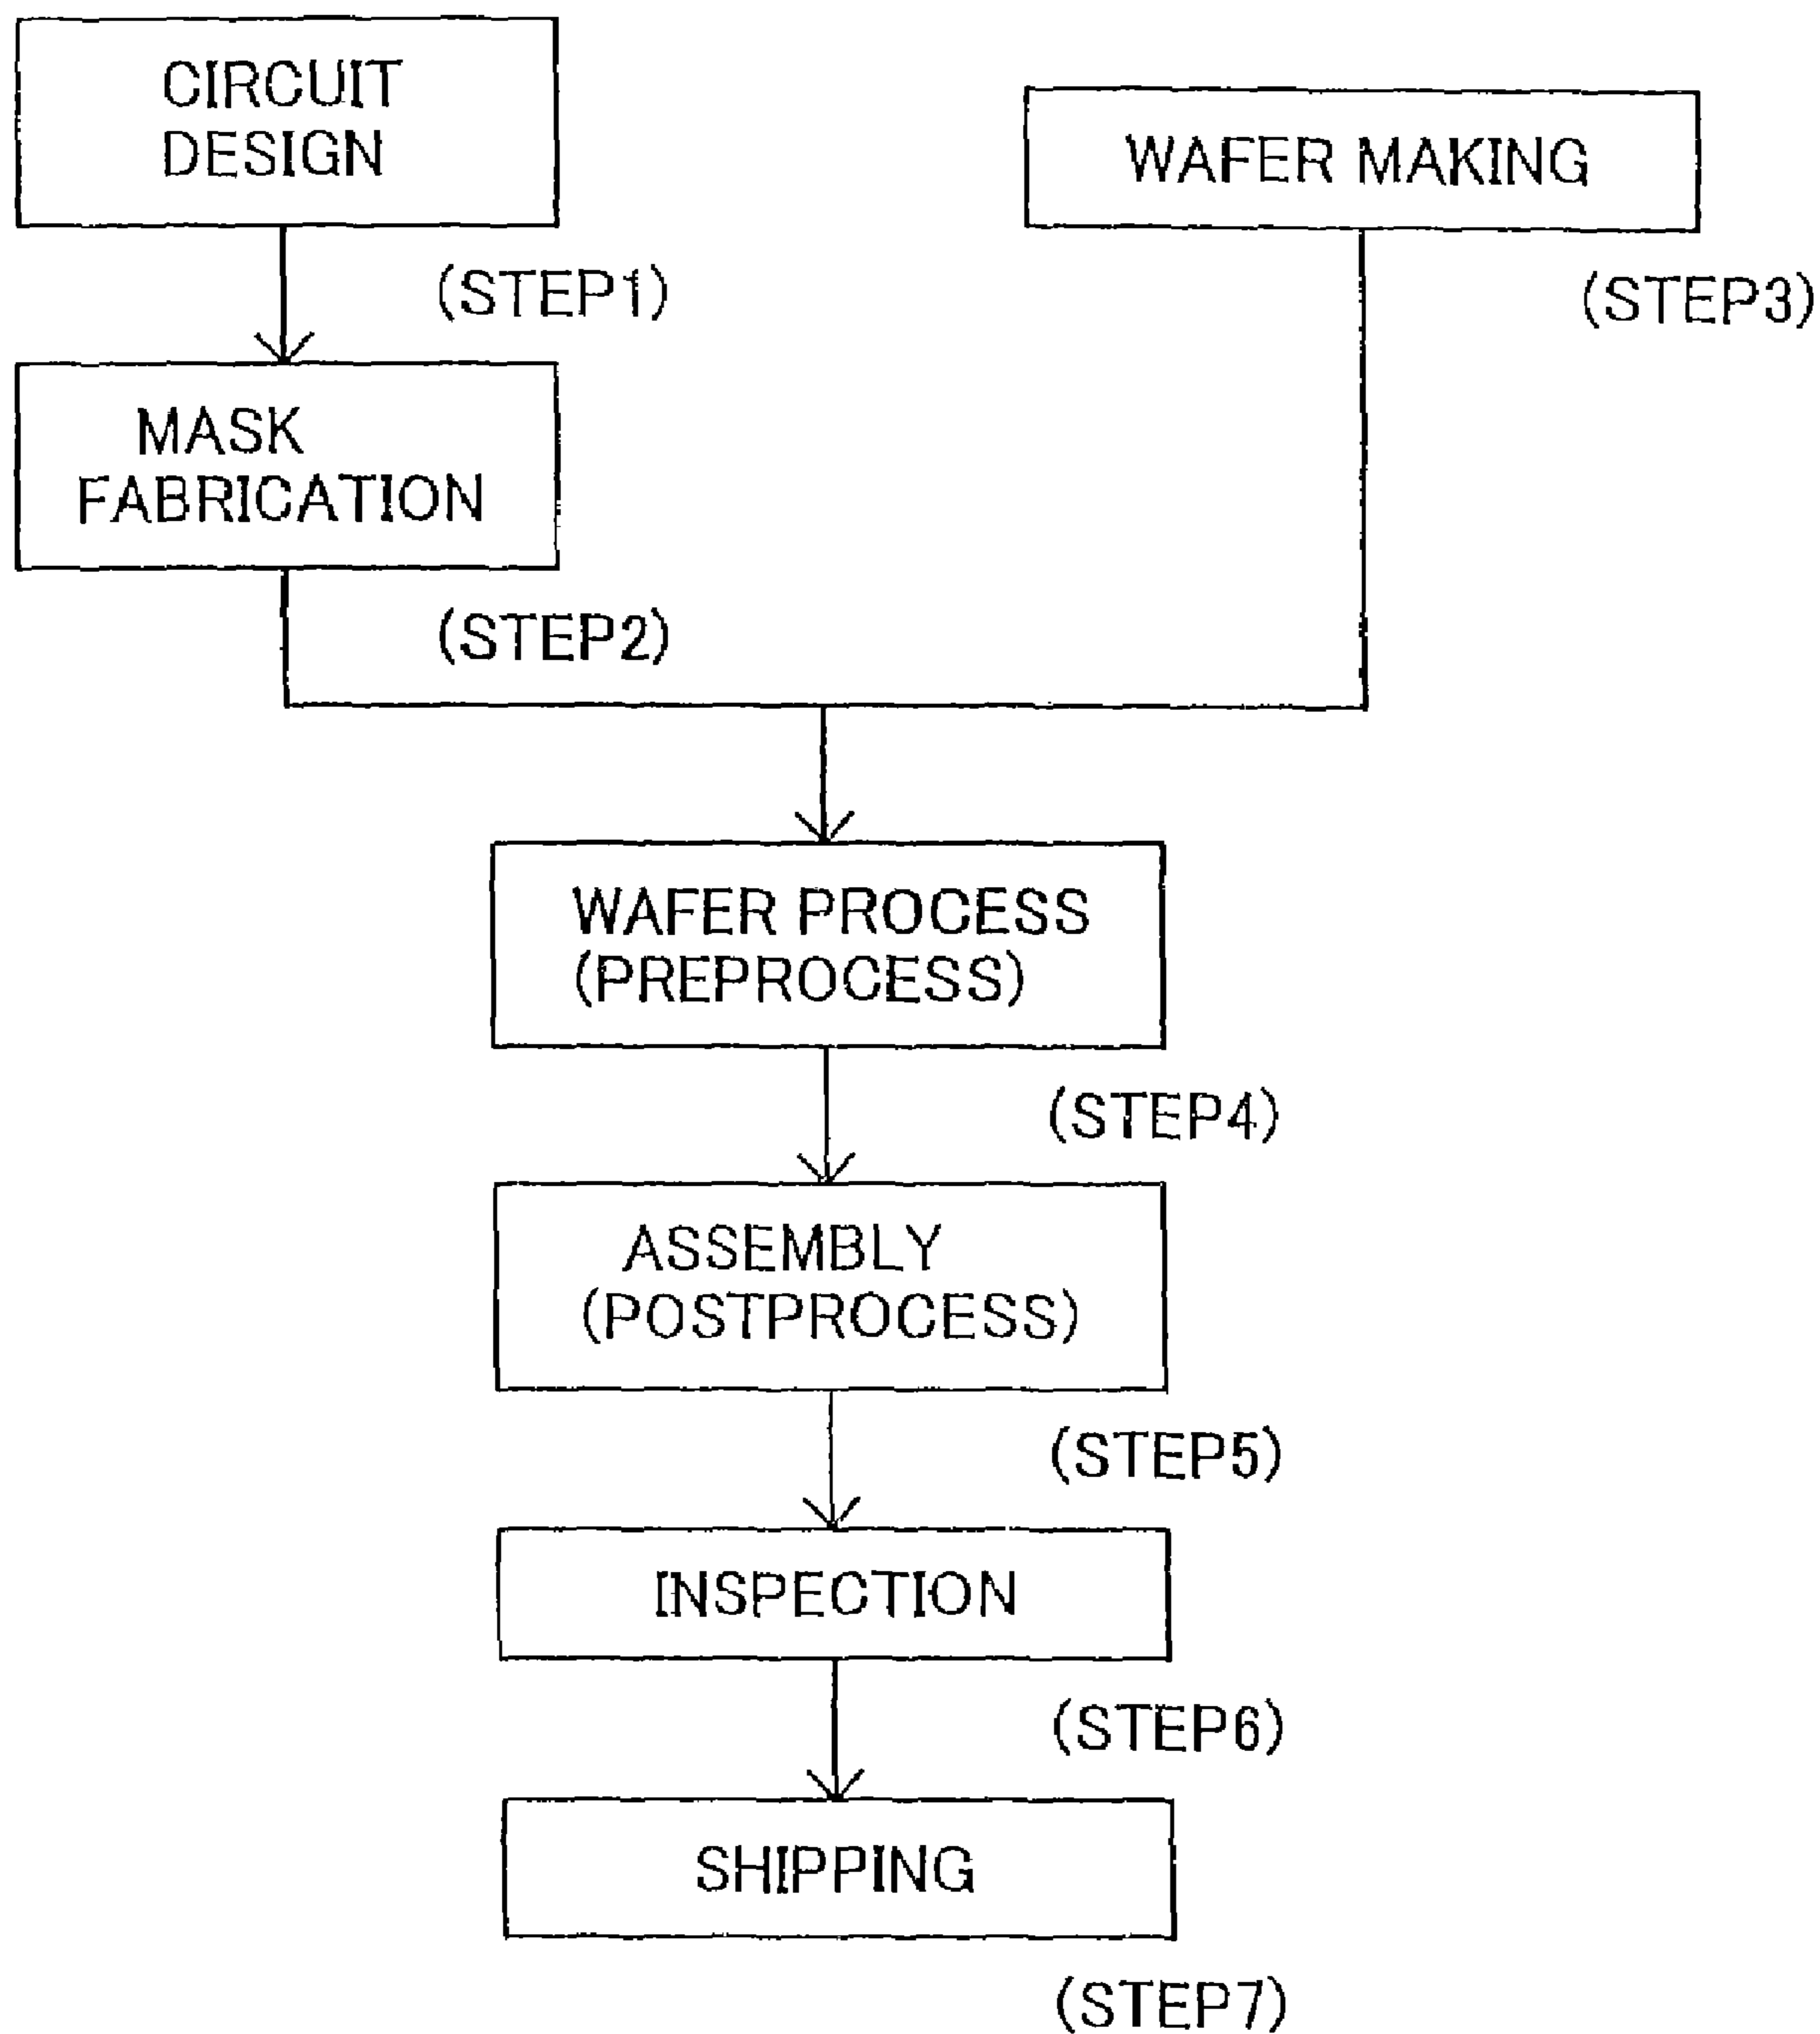 CIRCUIT
DESIGN
WAFER MAKING
(STEP1)
(STEP3)
MASK
FABRICATION
(STEP2)
WAFER PROCESS
(PREPROCESS)
(STEP4)
ASSEMBLY
(POSTPROCESS)
(STEP5)
INSPECTION
(STEP6)
SHIPPING
(STEP7)